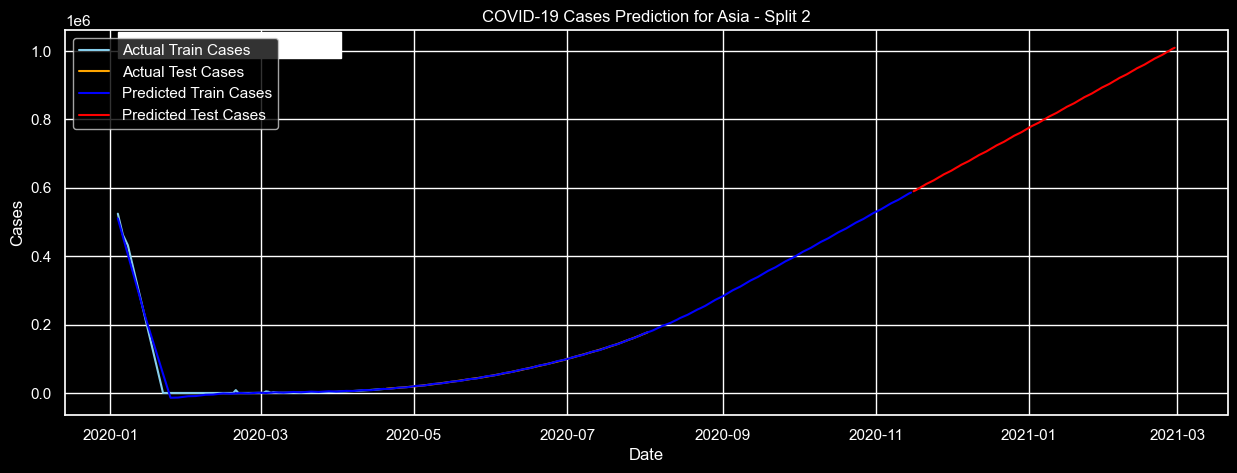 COVID-19 Cases Prediction for Asia - Split 2
1e6
Actual Train Cases
Actual Test Cases
Predicted Train Cases
Predicted Test Cases
1.0
0.8
0.6
0.4
0.2
0.0
Cases
2020-01 2020-03 2020-05 2020-07 2020-09 2020-11 2021-01 2021-03
Date